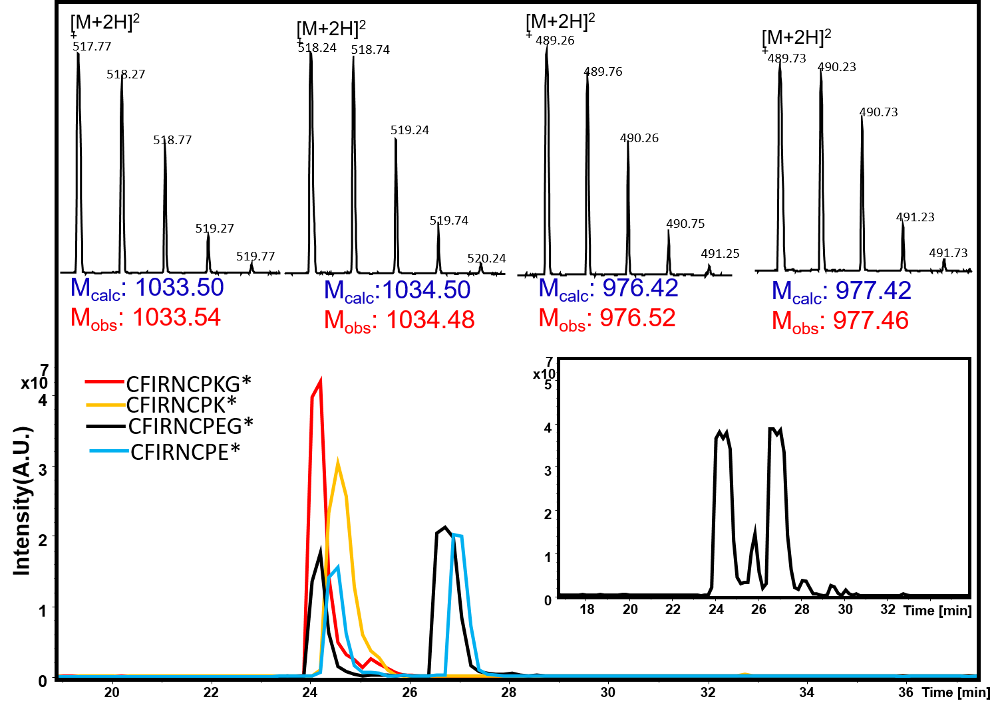 [M+2H]2
+
517.77
518.27
518.77
519.27
519.77
Mcalc: 1033.50
Mobs: 1033.54
[M+2H]2
+
518.24
518.74
519.24
519.74
520.24
Mcalc:1034.50
Mobs: 1034.48
[M+2H]2
+
489.26
489.76
490.26
490.75
491.25
Mcalc: 976.42
Mobs: 976.52
[M+2H]2
+
489.73
490.23
490.73
491.23
491.73
Mcalc: 977.42
Mobs: 977.46
7
x10
4
3
2
1
0
Intensity(A.U.)
CFIRNCPKG*
CFIRNCPK*
CFIRNCPEG*
CFIRNCPE*
20 22 24 26 28 30 32 34 36 Time [min]
7
x10
5
4
3
2
1
0
18 20 22 24 26 28 30 32 Time [min]